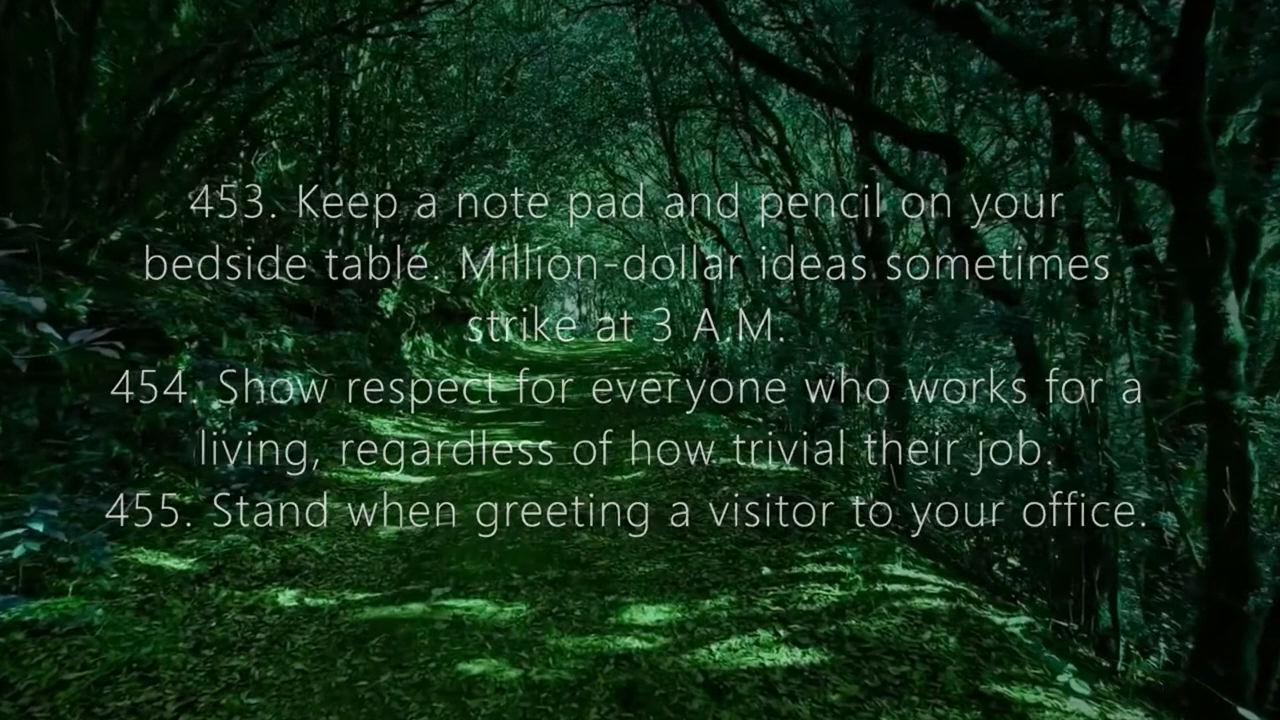 453. Keep a note pad and pencil on your
bedside table. Million-dollar ideas sometimes
strike at 3 A.M.
454. Show respect for everyone who works for a
living, regardless of how trivial their job.
455. Stand when greeting a visitor to your office.